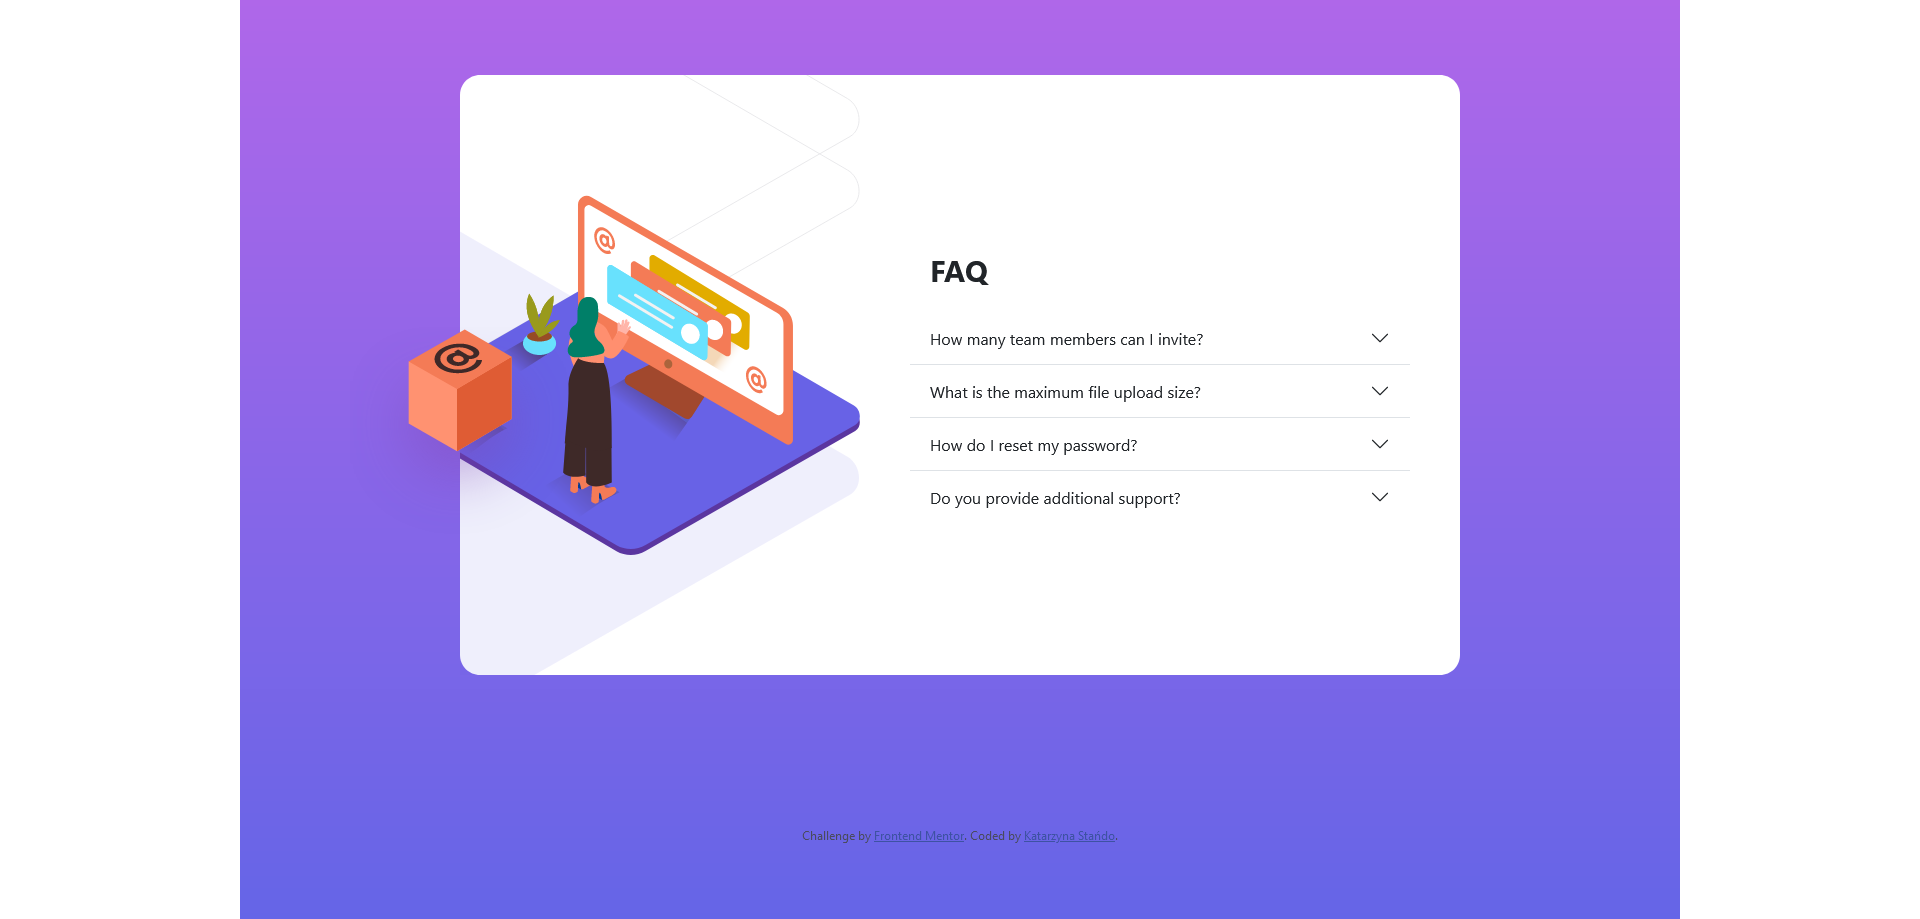 @
@
@
FAQ
How many team members can I invite?
What is the maximum file upload size?
How do I reset my password?
Do you provide additional support?
Challenge by Frontend Mentor. Coded by Katarzyna Stańdo.